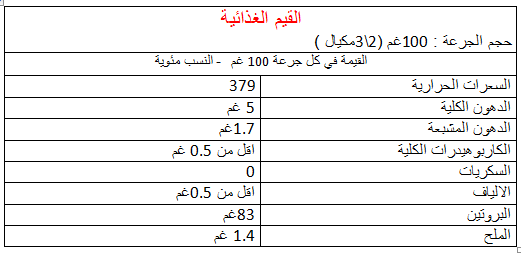 القيم الغذائية
حجم الجرعة : 100غم (2\3مكيال )
القيمة في كل جرعة 100 غم - النسب مئوية
السعرات الحرارية 379
الدهون الكلية 5 غم
الدهون المشبعة 1.7غم
الكاربوهيدرات الكلية اقل من 0.5 غم
السكريات 0
الالياف اقل من 0.5غم
البروتين 83غم
الملح 1.4 غم